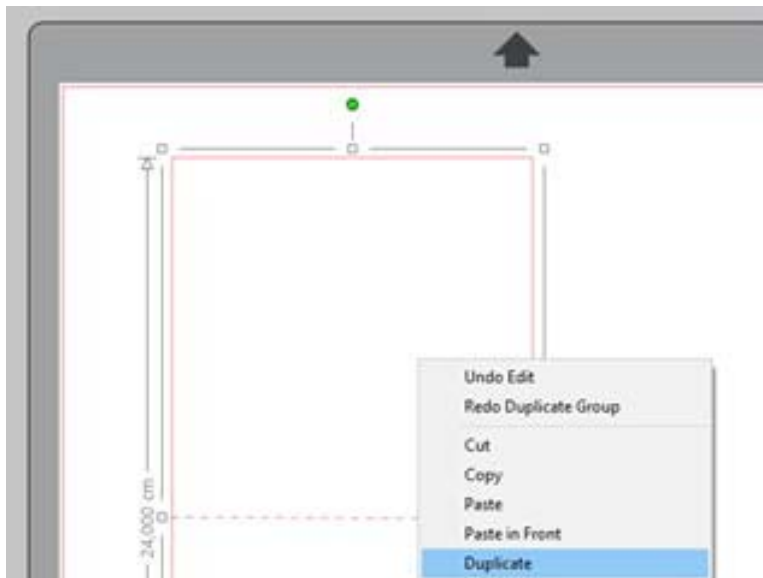 Undo Edit
Redo Duplicate Group
Cut
Copy
Paste
Paste in Front
Duplicate
24,000 cm